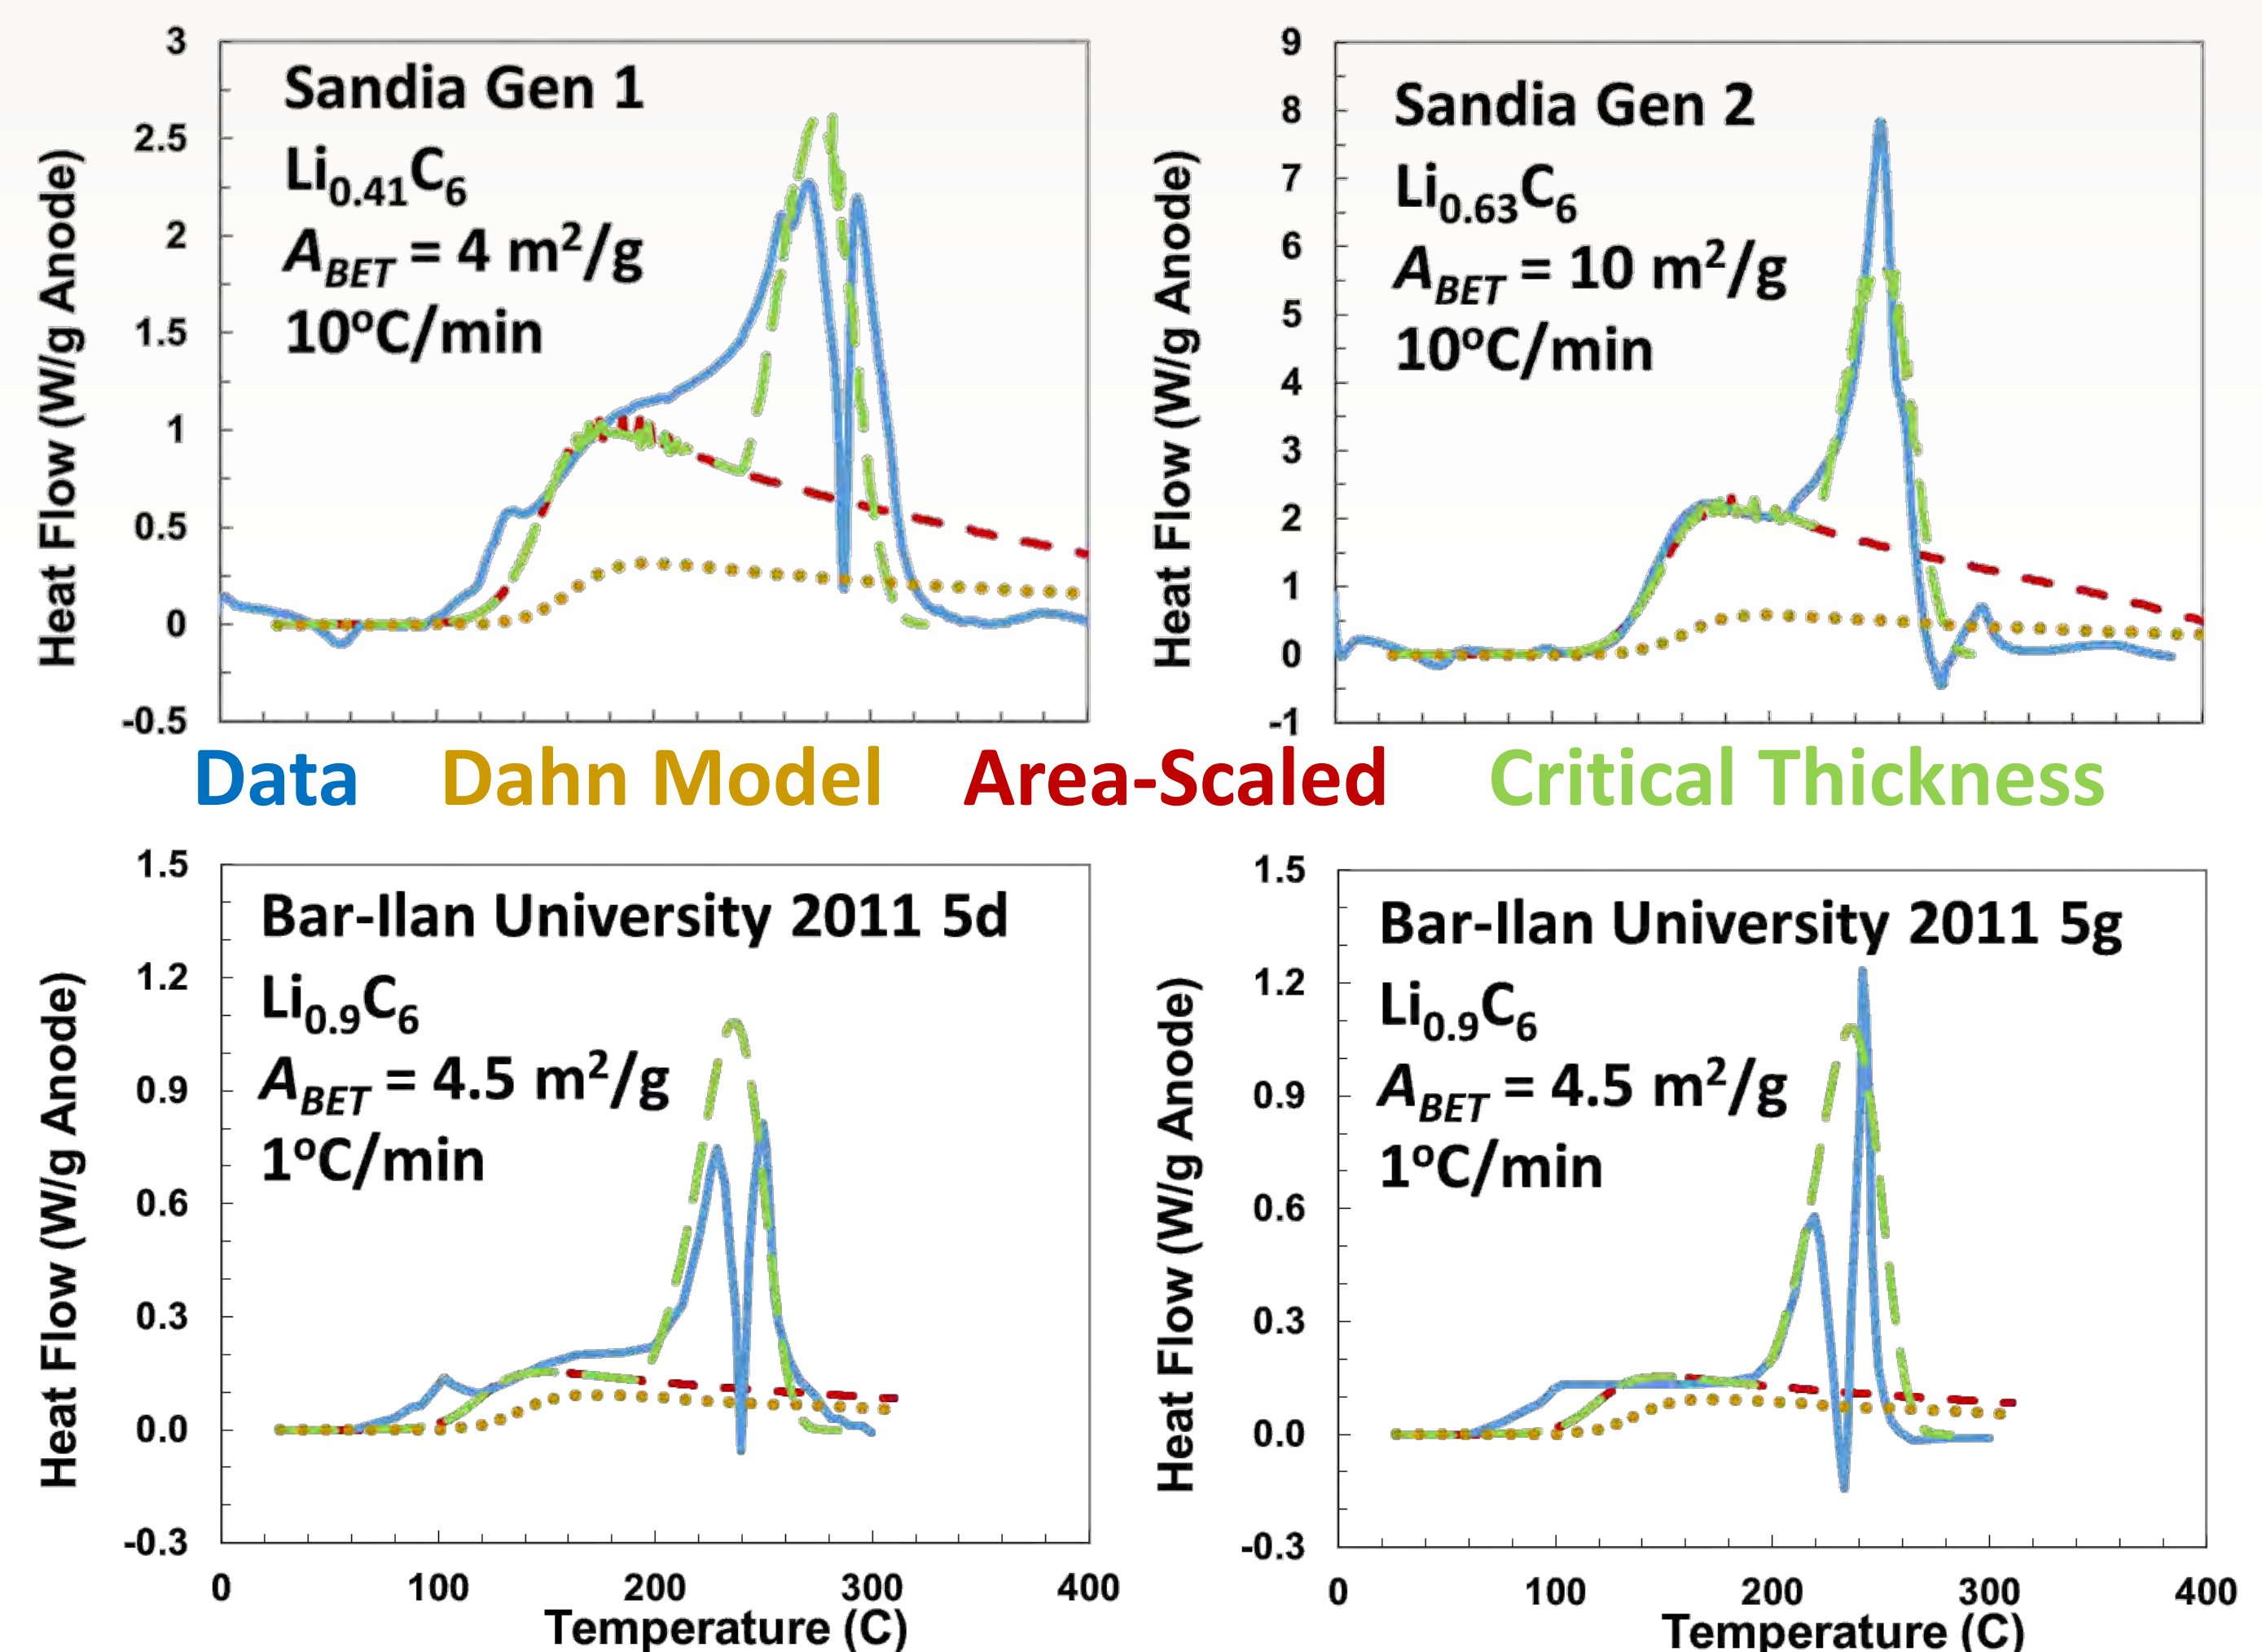 3
2.5
2
1.5
1
0.5
0
-0.5
Heat Flow (W/g Anode)
Sandia Gen 1
Li0.41C6
ABET = 4 m²/g
10ºC/min
9
8
7
6
5
4
3
2
1
0
-1
Heat Flow (W/g Anode)
Sandia Gen 2
Li0.63C6
ABET = 10 m²/g
10ºC/min
Data Dahn Model Area-Scaled Critical Thickness
1.5
1.2
0.9
0.6
0.3
0.0
-0.3
Heat Flow (W/g Anode)
Bar-Ilan University 2011 5d
Li0.9C6
ABET = 4.5 m²/g
1ºC/min
0 100 200 300 400
Temperature (C)
1.5
1.2
0.9
0.6
0.3
0.0
-0.3
Heat Flow (W/g Anode)
Bar-Ilan University 2011 5g
Li0.9C6
ABET = 4.5 m²/g
1ºC/min
0 100 200 300 400
Temperature (C)